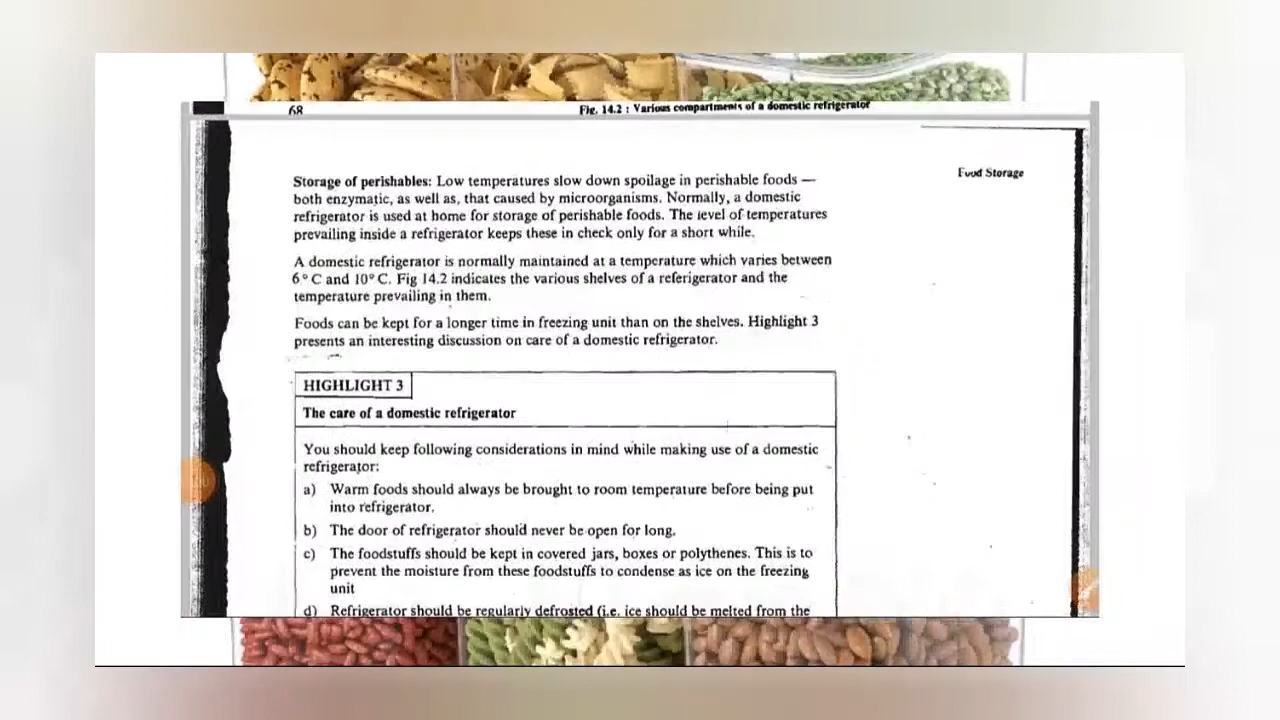 68
Fig. 14.2 : Various compartments of a domestic refrigerator
Food Storage
Storage of perishables: Low temperatures slow down spoilage in perishable foods —
both enzymatic, as well as, that caused by microorganisms. Normally, a domestic
refrigerator is used at home for storage of perishable foods. The level of temperatures
prevailing inside a refrigerator keeps these in check only for a short while.
A domestic refrigerator is normally maintained at a temperature which varies between
6° C and 10° C. Fig 14.2 indicates the various shelves of a referigerator and the
temperature prevailing in them.
Foods can be kept for a longer time in freezing unit than on the shelves. Highlight 3
presents an interesting discussion on care of a domestic refrigerator.
HIGHLIGHT 3
The care of a domestic refrigerator
You should keep following considerations in mind while making use of a domestic
refrigerator:
a) Warm foods should always be brought to room temperature before being put
into refrigerator.
b) The door of refrigerator should never be open for long.
c) The foodstuffs should be kept in covered jars, boxes or polythenes. This is to
prevent the moisture from these foodstuffs to condense as ice on the freezing
unit
d) Refrigerator should be regularly defrosted (i.e. ice should be melted from the